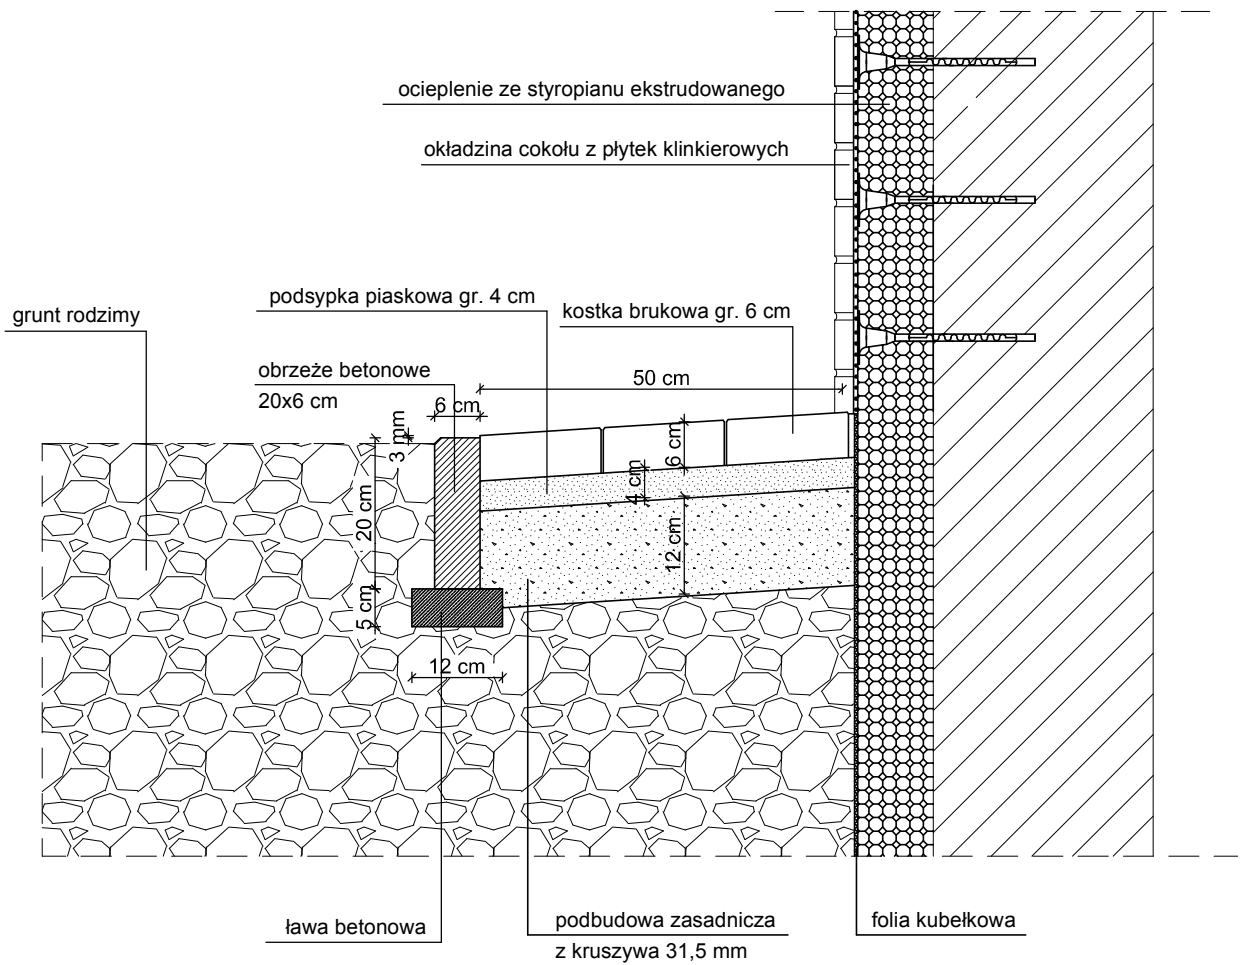 ocieplenie ze styropianu ekstrudowanego
okładzina cokołu z płytek klinkierowych
podsypka piaskowa gr. 4 cm
kostka brukowa gr. 6 cm
grunt rodzimy
obrzeże betonowe
20x6 cm
50 cm
6 cm
3 mm
6 cm
4 cm
20 cm
12 cm
5 cm
12 cm
ława betonowa
podbudowa zasadnicza
z kruszywa 31,5 mm
folia kubełkowa